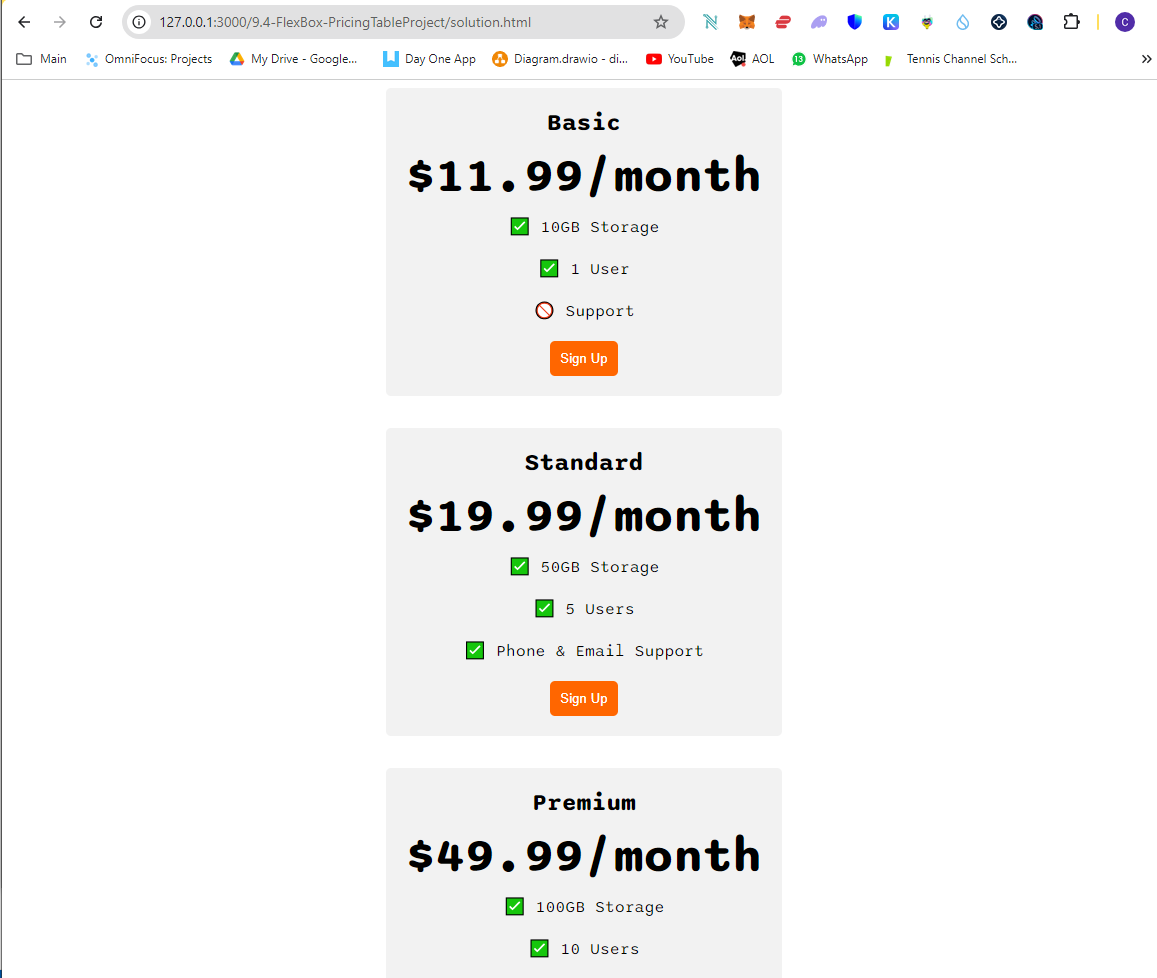 127.0.0.1:3000/9.4-FlexBox-PricingTableProject/solution.html
K
C
Main
OmniFocus: Projects
My Drive - Google...
Day One App
Diagram.drawio - di...
YouTube
Aol. AOL
13 WhatsApp
Tennis Channel Sch...
Basic
$11.99/month
✅ 10GB Storage
✅ 1 User
🚫 Support
Sign Up
Standard
$19.99/month
✅ 50GB Storage
✅ 5 Users
✅ Phone & Email Support
Sign Up
Premium
$49.99/month
✅ 100GB Storage
✅ 10 Users